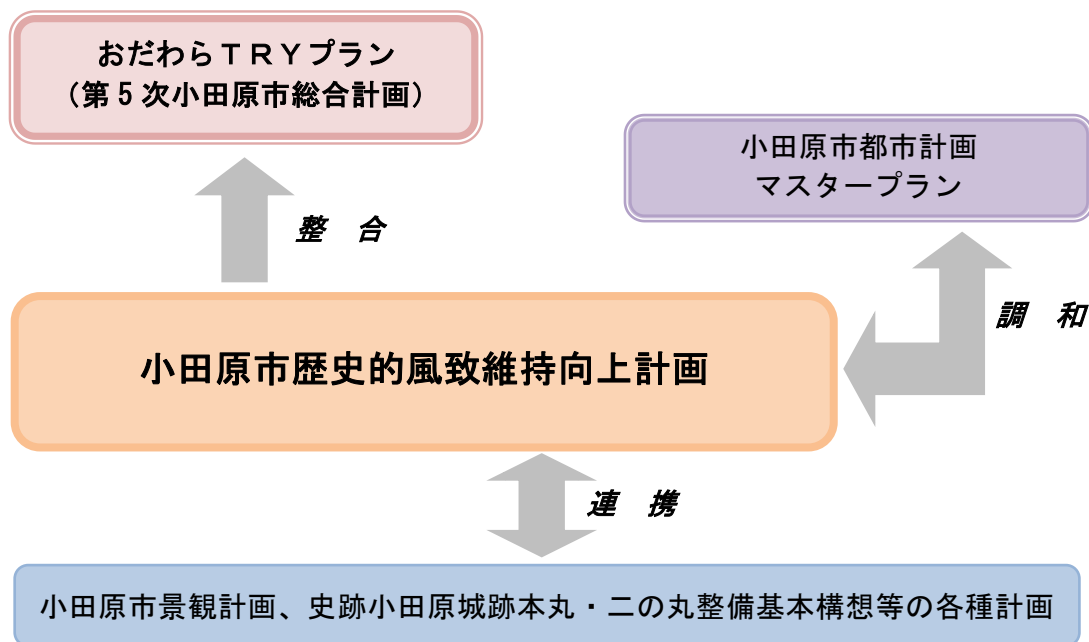 おだわらＴＲＹプラン
（第５次小田原市総合計画）
小田原市都市計画
マスタープラン
整　合
調　和
小田原市歴史的風致維持向上計画
連　携
小田原市景観計画、史跡小田原城跡本丸・二の丸整備基本構想等の各種計画